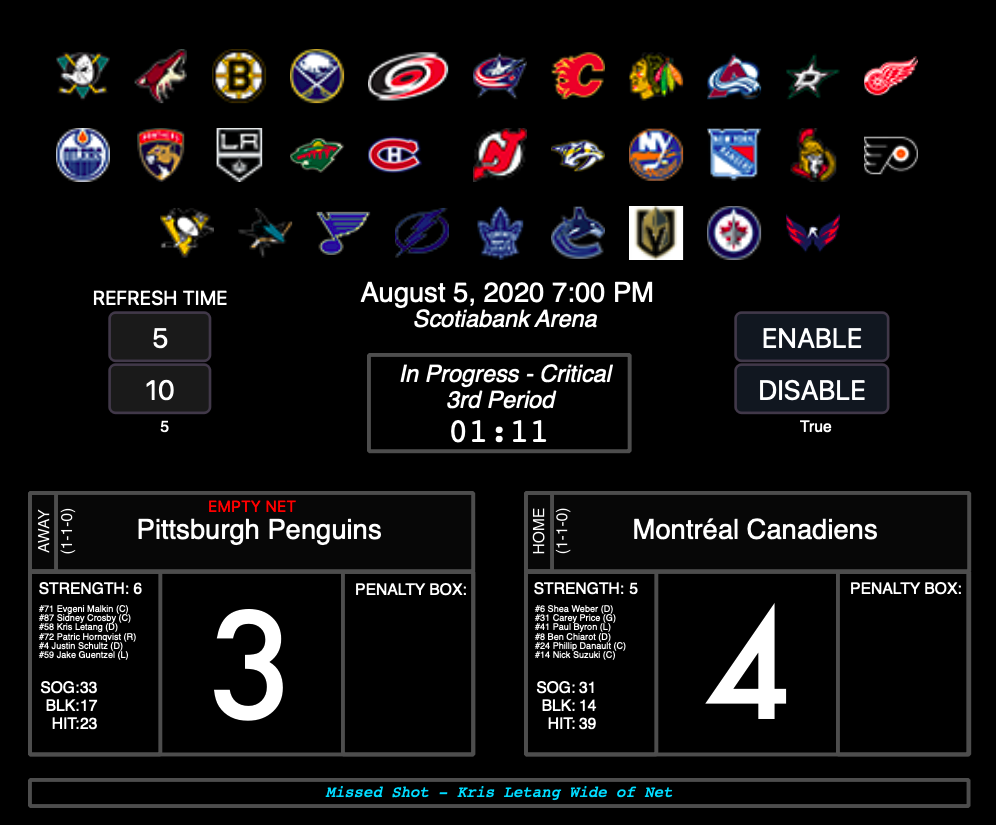 REFRESH TIME
5
10
5
August 5, 2020 7:00 PM
Scotiabank Arena
In Progress - Critical
3rd Period
01:11
ENABLE
DISABLE
True
AWAY
(1-1-0)
EMPTY NET
Pittsburgh Penguins
STRENGTH: 6
#71 Evgeni Malkin (C)
#87 Sidney Crosby (C)
#58 Kris Letang (D)
#72 Patric Hornqvist (R)
#4 Justin Schultz (D)
#59 Jake Guentzel (L)
SOG:33
BLK:17
HIT:23
3
PENALTY BOX:
HOME
(1-1-0)
Montréal Canadiens
STRENGTH: 5
#6 Shea Weber (D)
#31 Carey Price (G)
#41 Paul Byron (L)
#8 Ben Chiarot (D)
#24 Phillip Danault (C)
#14 Nick Suzuki (C)
SOG: 31
BLK: 14
HIT: 39
4
PENALTY BOX:
Missed Shot - Kris Letang Wide of Net